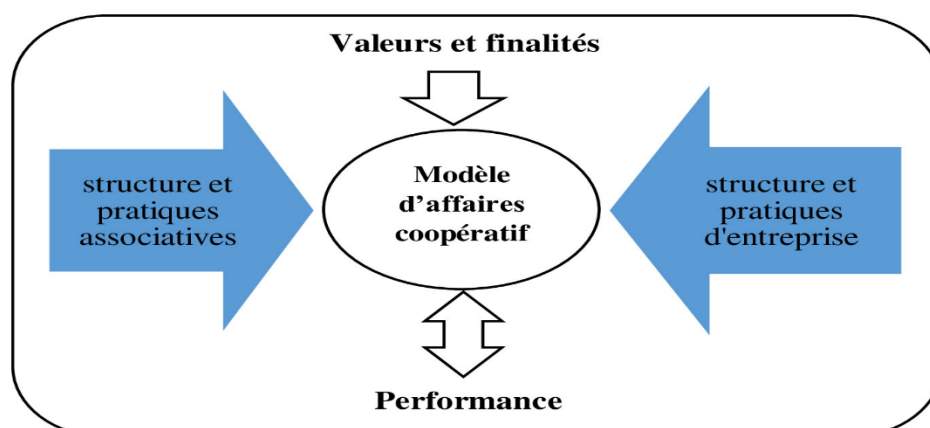 Valeurs et finalités
structure et
pratiques
associatives
Modèle
d’affaires
coopératif
structure et
pratiques
d'entreprise
Performance